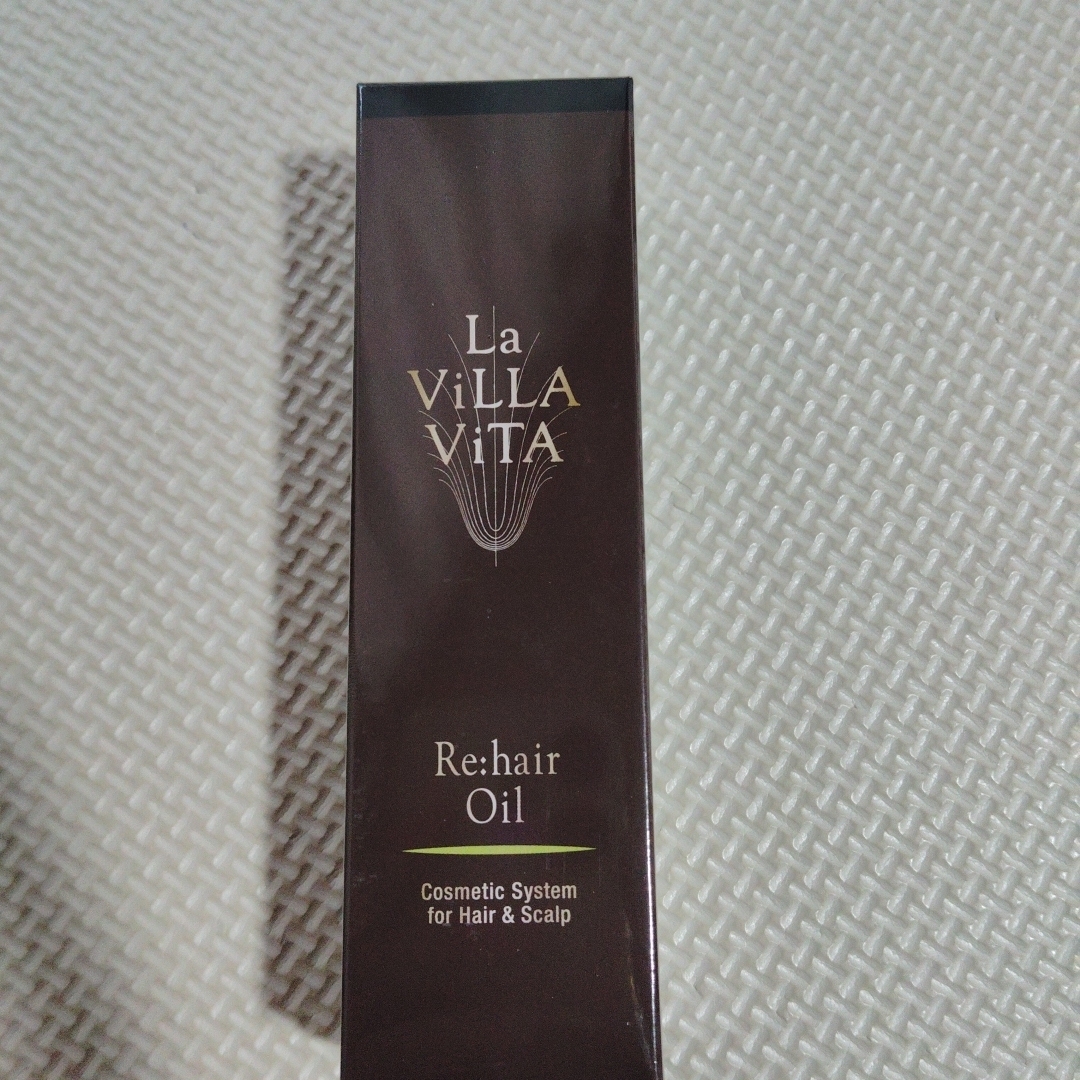 La
ViLLA
ViTA
Re:hair
Oil
Cosmetic System
for Hair & Scalp